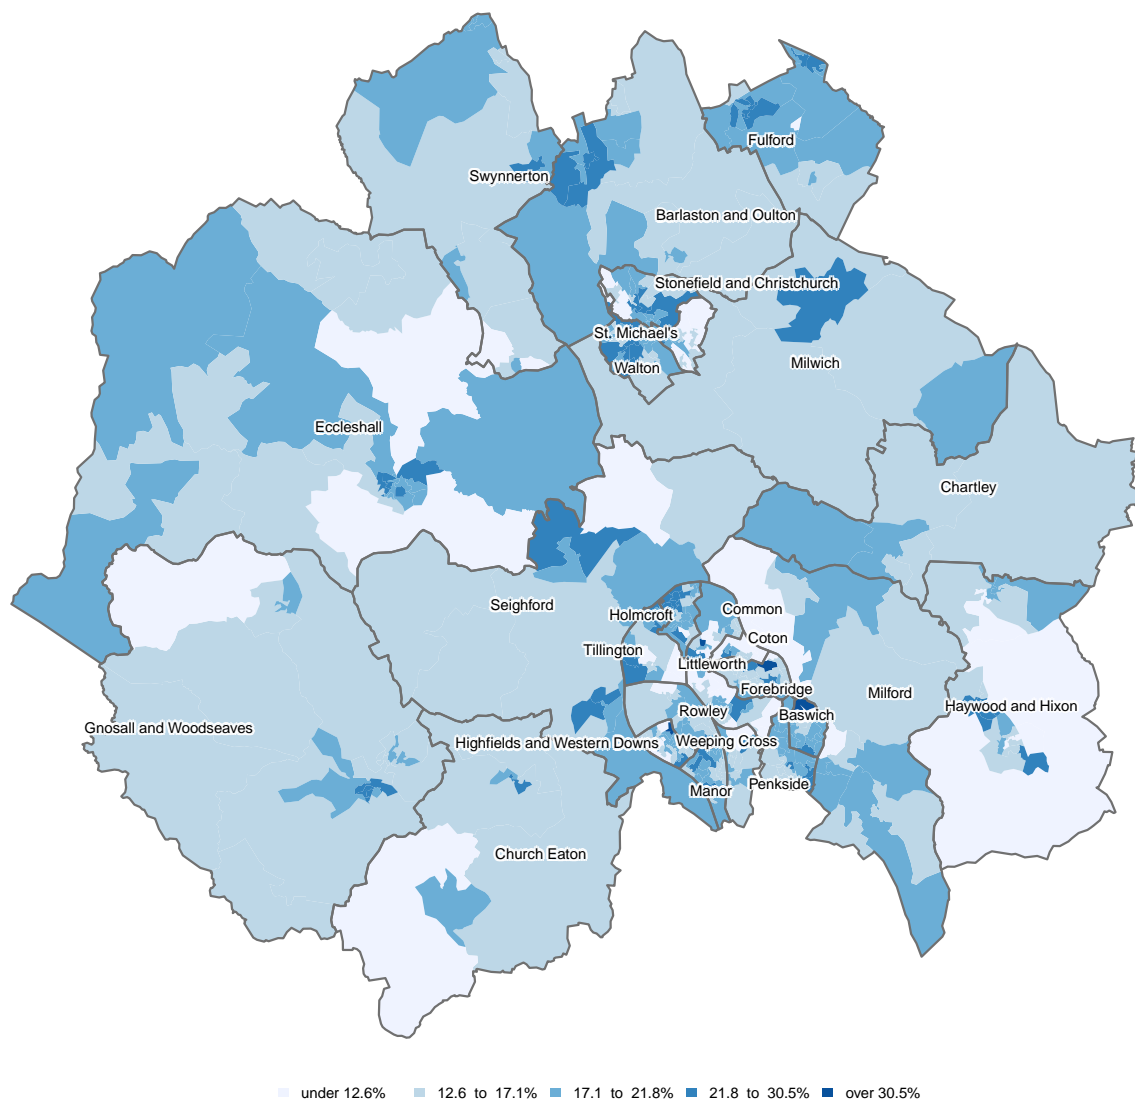 Fulford
Swynnerton
Barlaston and Oulton
Stonefield and Christchurch
St. Michael's
Milwich
Walton
Eccleshall
Chartley
Seighford
Common
Holmcroft
Coton
Tillington
Littleworth
Forebridge
Milford
Haywood and Hixon
Rowley
Baswich
Gnosall and Woodseaves
Highfields and Western Downs
Weeping Cross
Penkside
Manor
Church Eaton
under 12.6% 12.6 to 17.1% 17.1 to 21.8% 21.8 to 30.5% over 30.5%